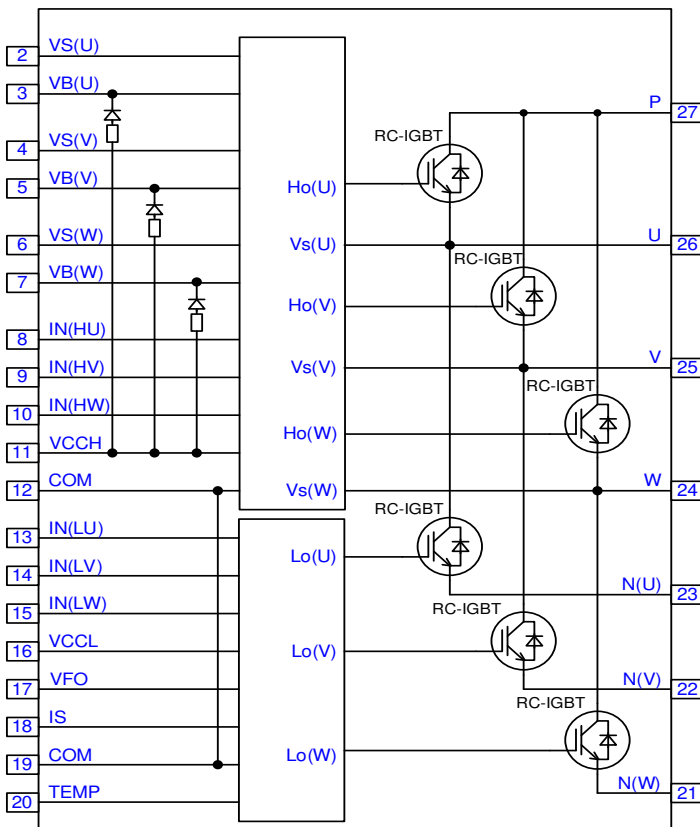 2 VS(U)
3 VB(U)
4 VS(V)
5 VB(V)
6 VS(W)
7 VB(W)
8 IN(HU)
9 IN(HV)
10 IN(HW)
11 VCCH
12 COM
13 IN(LU)
14 IN(LV)
15 IN(LW)
16 VCCL
17 VFO
18 IS
19 COM
20 TEMP
Ho(U)
Vs(U)
Ho(V)
Vs(V)
Ho(W)
Vs(W)
Lo(U)
Lo(V)
Lo(W)
RC-IGBT
RC-IGBT
RC-IGBT
RC-IGBT
RC-IGBT
RC-IGBT
P 27
U 26
V 25
W 24
N(U) 23
N(V) 22
N(W) 21